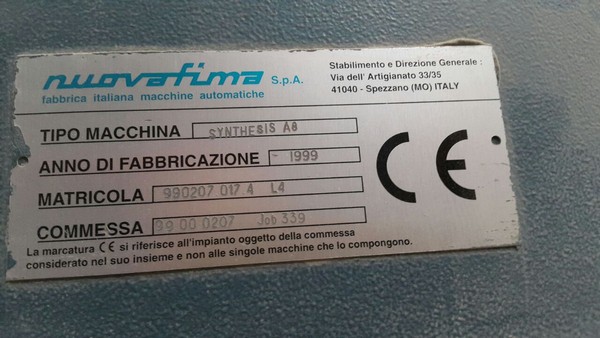 nuovafima S.p.A.
fabbrica italiana macchine automatiche
Stabilimento e Direzione Generale :
Via dell' Artigianato 33/35
41040 - Spezzano (MO) ITALY
TIPO MACCHINA SYNTHESIS A8
ANNO DI FABBRICAZIONE - 1999
MATRICOLA 990207 017.4 L4
COMMESSA 99 00 0207 Job 339
CE
La marcatura CE si riferisce all'impianto oggetto della commessa
considerato nel suo insieme e non alle singole macchine che lo compongono.